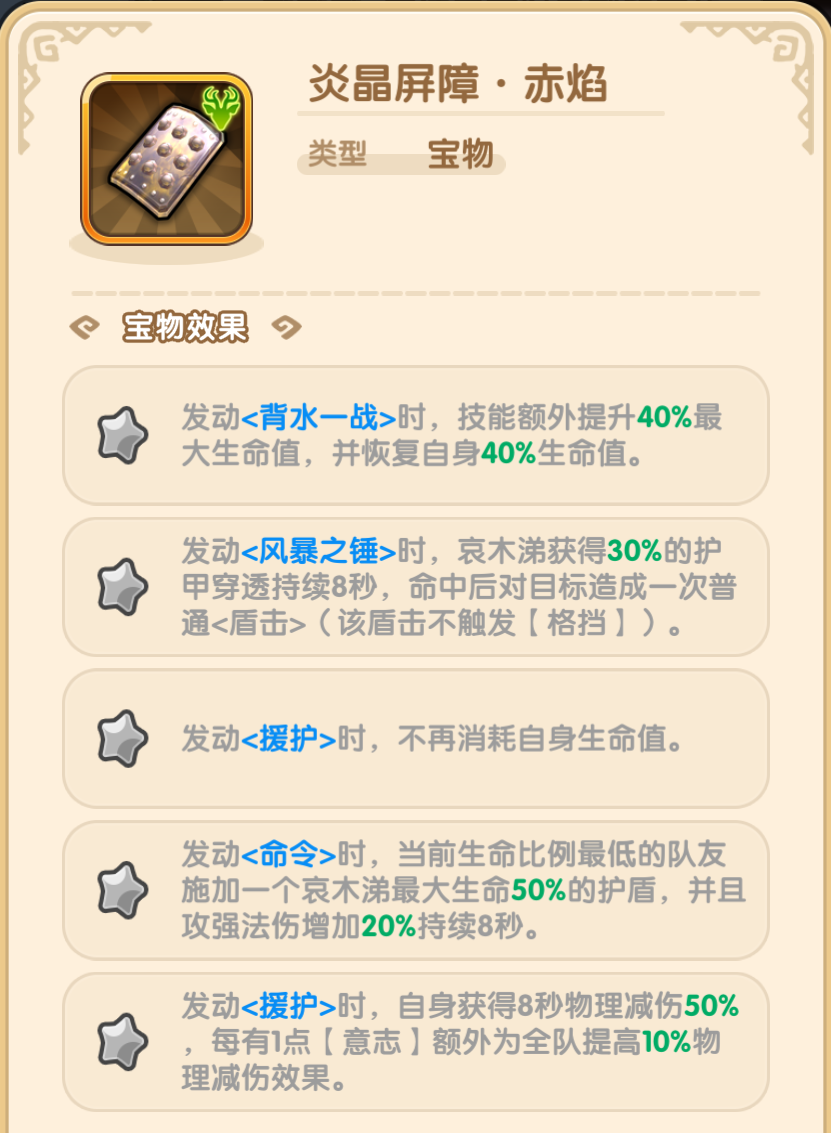 炎晶屏障·赤焰
类型 宝物
宝物效果
发动<背水一战>时，技能额外提升40%最
大生命值，并恢复自身40%生命值。
发动<风暴之锤>时，哀木涕获得30%的护
甲穿透持续8秒，命中后对目标造成一次普
通<盾击>（该盾击不触发【格挡】）。
发动<援护>时，不再消耗自身生命值。
发动<命令>时，当前生命比例最低的队友
施加一个哀木涕最大生命50%的护盾，并且
攻强法伤增加20%持续8秒。
发动<援护>时，自身获得8秒物理减伤50%
，每有1点【意志】额外为全队提高10%物
理减伤效果。